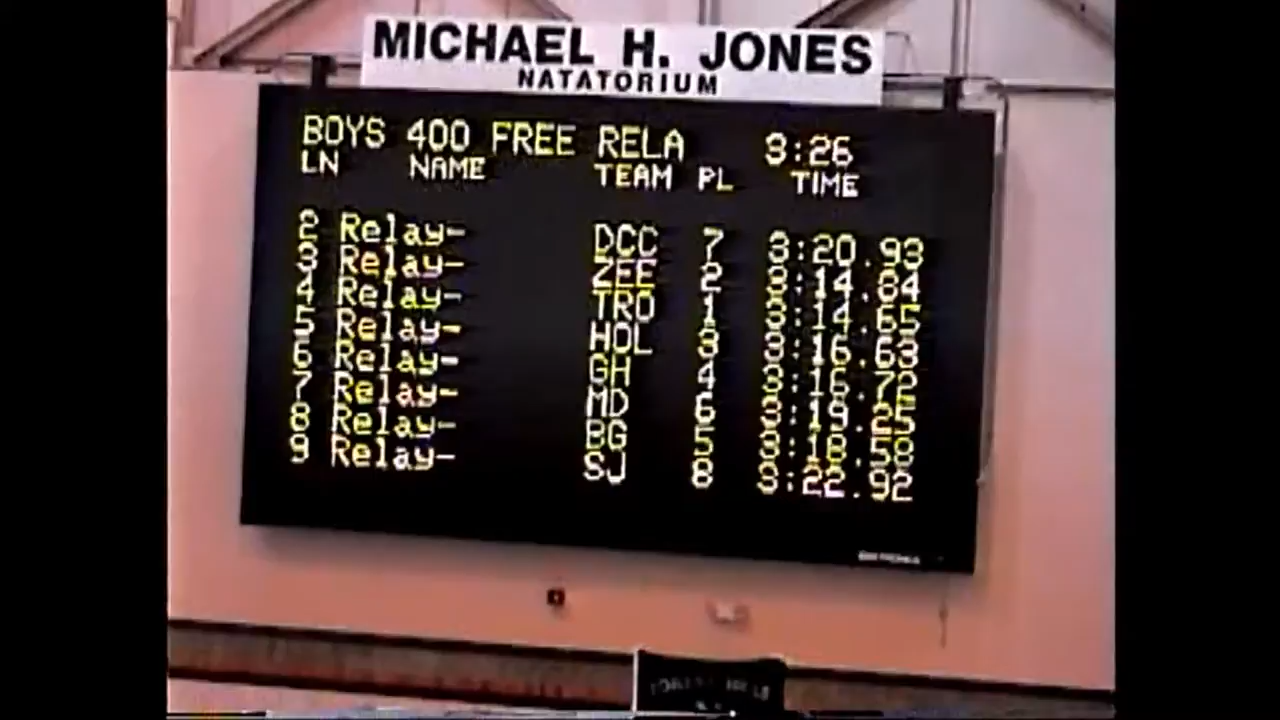 MICHAEL H. JONES
NATATORIUM
BOYS 400 FREE RELA 3:26
LN NAME TEAM PL TIME
2 Relay- DCC 7 3:20.93
3 Relay- ZEE 2 3:14.84
4 Relay- TRO 1 3:14.65
5 Relay- HOL 3 3:16.63
6 Relay- GH 4 3:16.72
7 Relay- MD 6 3:19.25
8 Relay- BG 5 3:18.58
9 Relay- SJ 8 3:22.92